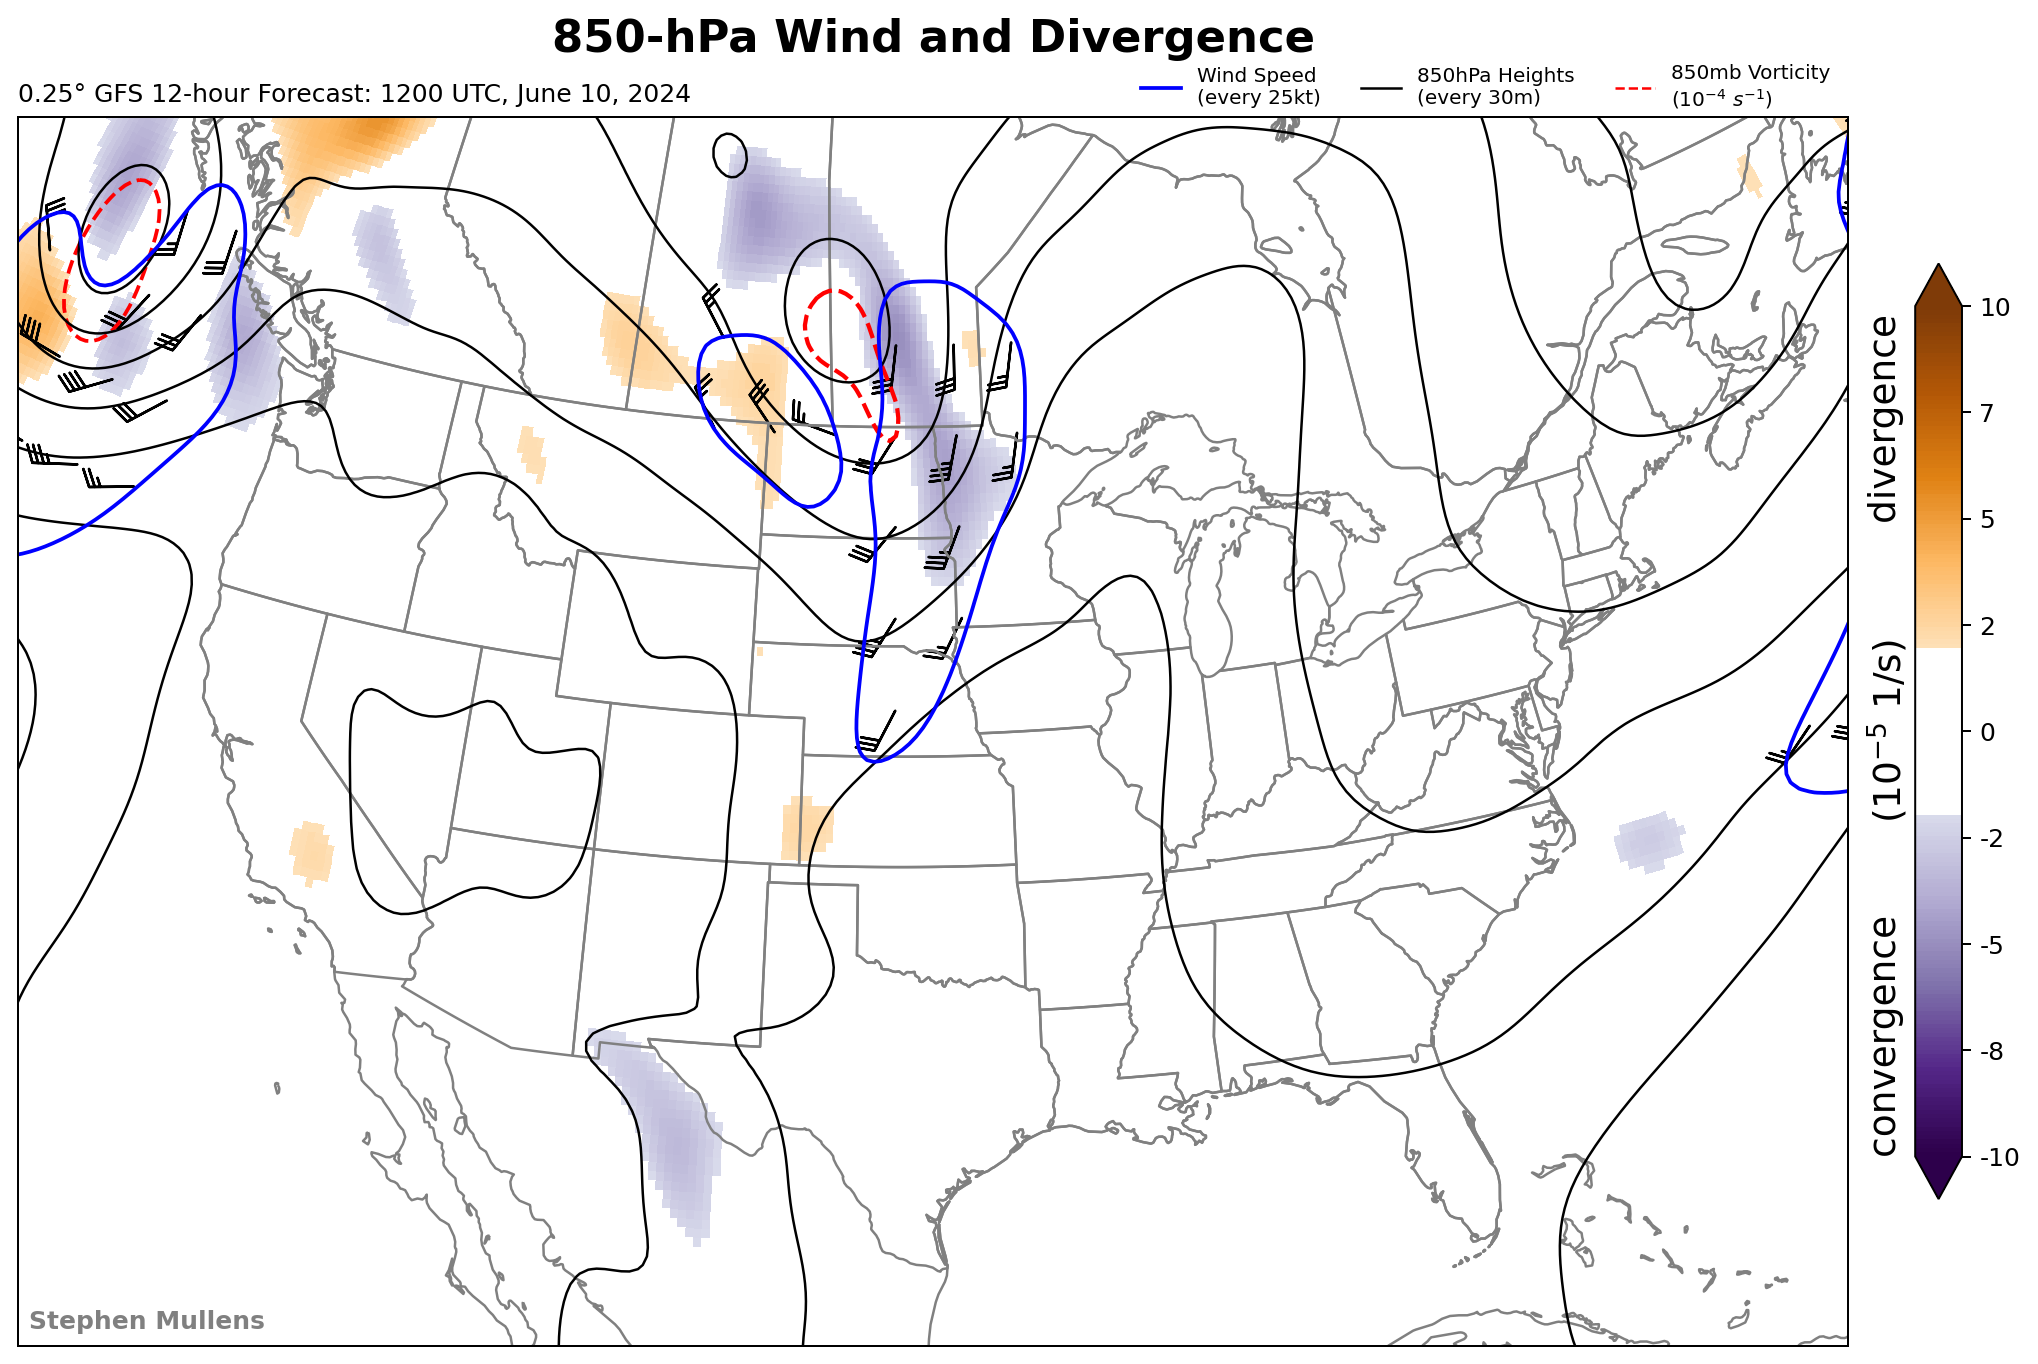 850-hPa Wind and Divergence
0.25° GFS 12-hour Forecast: 1200 UTC, June 10, 2024
Wind Speed
(every 25kt)
850hPa Heights
(every 30m)
850mb Vorticity
(10⁻⁴ s⁻¹)
10
7
5
2
0
-2
-5
-8
-10
divergence
(10⁻⁵ 1/s)
convergence
Stephen Mullens